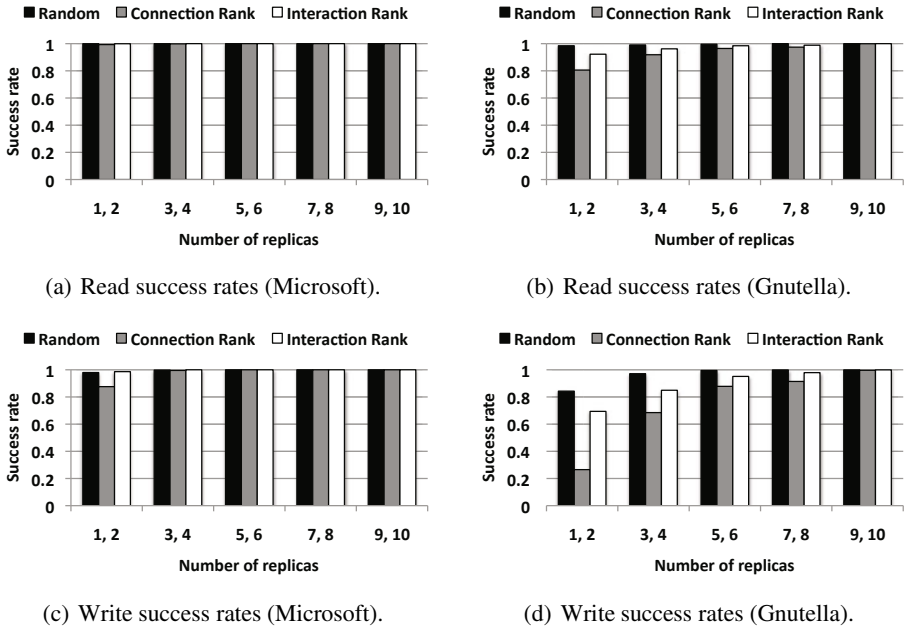 Random Connection Rank Interaction Rank
Success rate
1
0.8
0.6
0.4
0.2
0
1, 2 3, 4 5, 6 7, 8 9, 10
Number of replicas
(a) Read success rates (Microsoft).
Random Connection Rank Interaction Rank
Success rate
1
0.8
0.6
0.4
0.2
0
1, 2 3, 4 5, 6 7, 8 9, 10
Number of replicas
(b) Read success rates (Gnutella).
Random Connection Rank Interaction Rank
Success rate
1
0.8
0.6
0.4
0.2
0
1, 2 3, 4 5, 6 7, 8 9, 10
Number of replicas
(c) Write success rates (Microsoft).
Random Connection Rank Interaction Rank
Success rate
1
0.8
0.6
0.4
0.2
0
1, 2 3, 4 5, 6 7, 8 9, 10
Number of replicas
(d) Write success rates (Gnutella).